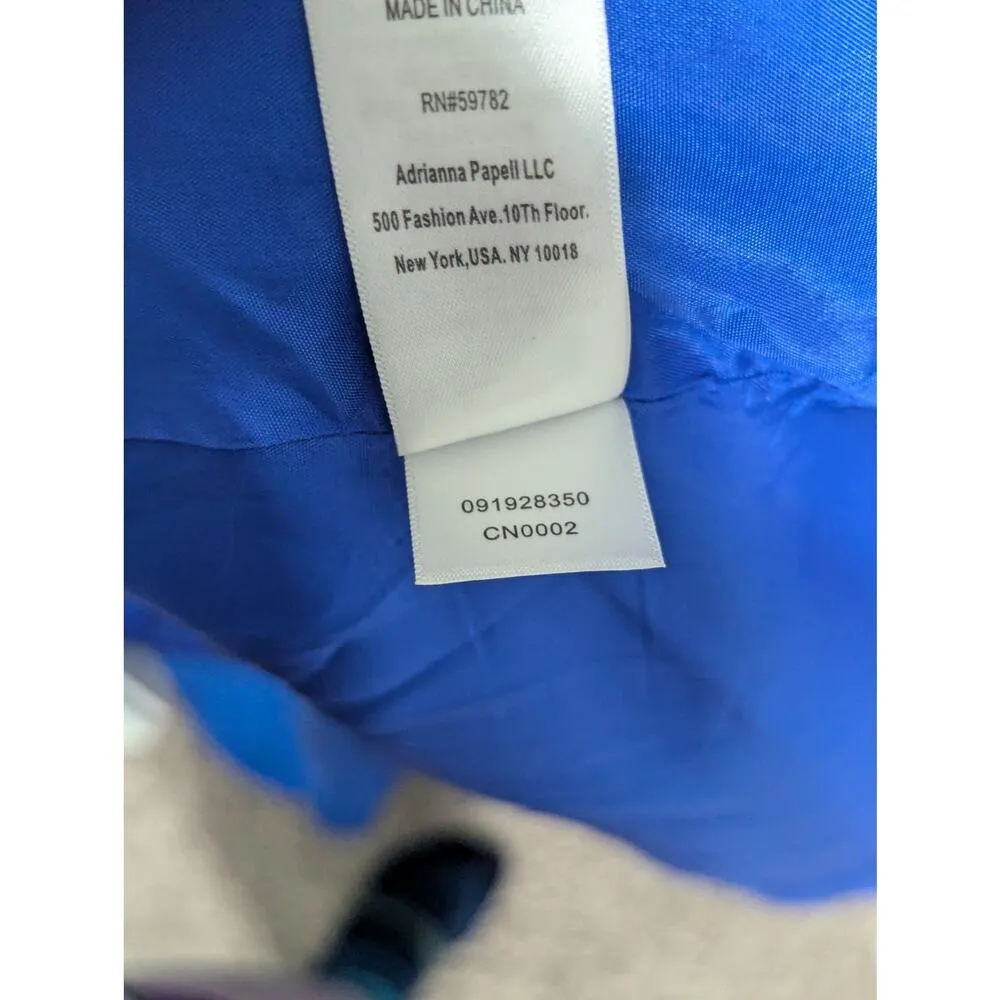 MADE IN CHINA
RN#59782
Adrianna Papell LLC
500 Fashion Ave.10Th Floor.
New York,USA. NY 10018
091928350
CN0002